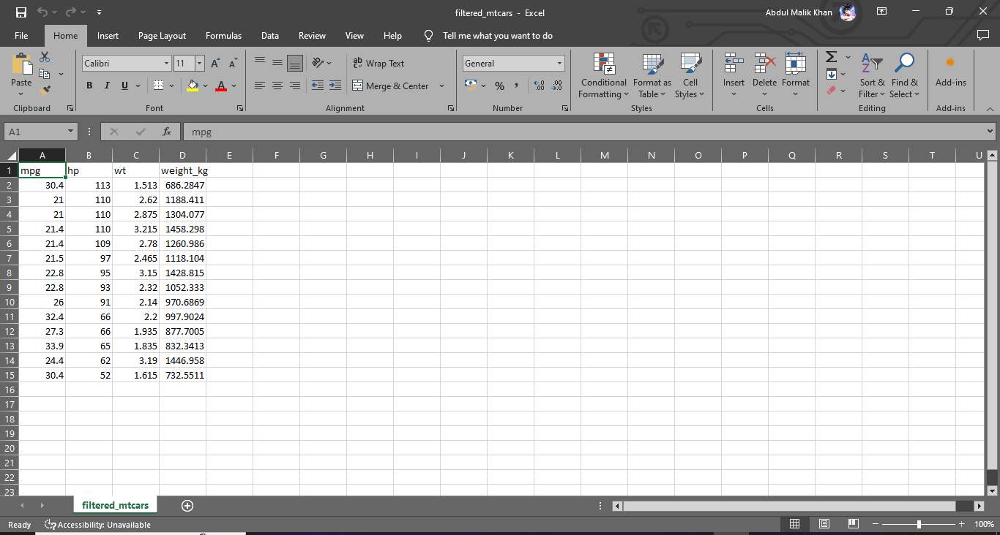 filtered_mtcars - Excel
Abdul Malik Khan
File Home Insert Page Layout Formulas Data Review View Help Tell me what you want to do
Calibri 11 Wrap Text General
Paste B I U Merge & Center % Conditional Formatting Format as Table Cell Styles Insert Delete Format Sort & Filter Find & Select Add-ins
Clipboard Font Alignment Number Styles Cells Editing Add-ins
A1 fx mpg
A B C D E F G H I J K L M N O P Q R S T U
1 mpg hp wt weight_kg
2 30.4 113 1.513 686.2847
3 21 110 2.62 1188.411
4 21 110 2.875 1304.077
5 21.4 110 3.215 1458.298
6 21.4 109 2.78 1260.986
7 21.5 97 2.465 1118.104
8 22.8 95 3.15 1428.815
9 22.8 93 2.32 1052.333
10 26 91 2.14 970.6869
11 32.4 66 2.2 997.9024
12 27.3 66 1.935 877.7005
13 33.9 65 1.835 832.3413
14 24.4 62 3.19 1446.958
15 30.4 52 1.615 732.5511
16
17
18
19
20
21
22
23
filtered_mtcars
Ready Accessibility: Unavailable 100%